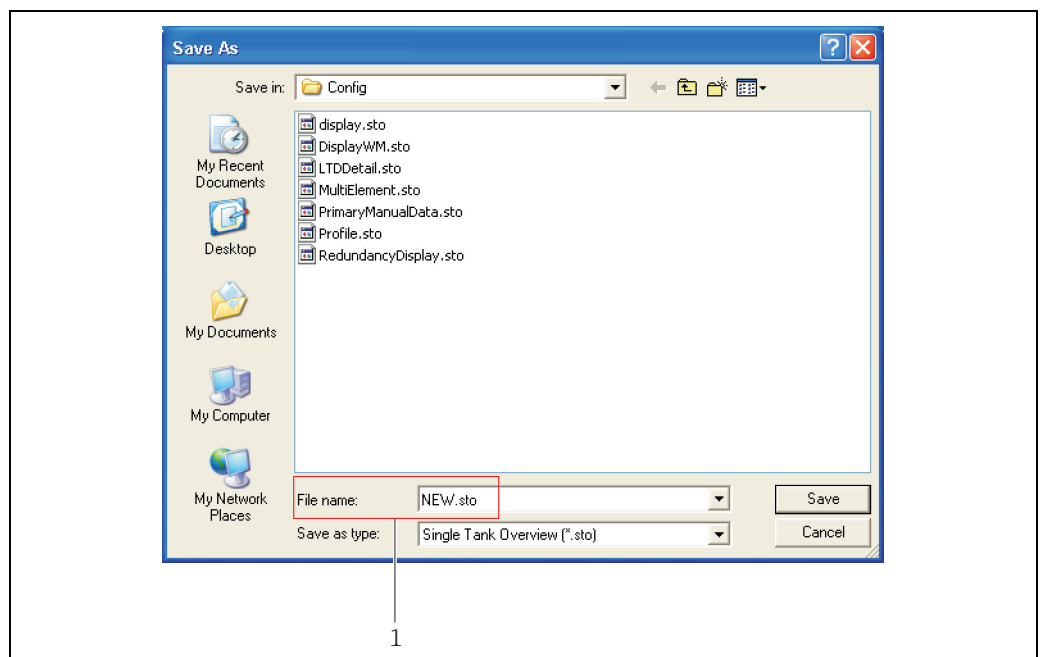 Save As
Save in: Config
My Recent
Documents
Desktop
My Documents
My Computer
My Network
Places
display.sto
DisplayWM.sto
LTDDetail.sto
MultiElement.sto
PrimaryManualData.sto
Profile.sto
RedundancyDisplay.sto
File name: NEW.sto Save
Save as type: Single Tank Overview (*.sto) Cancel
1